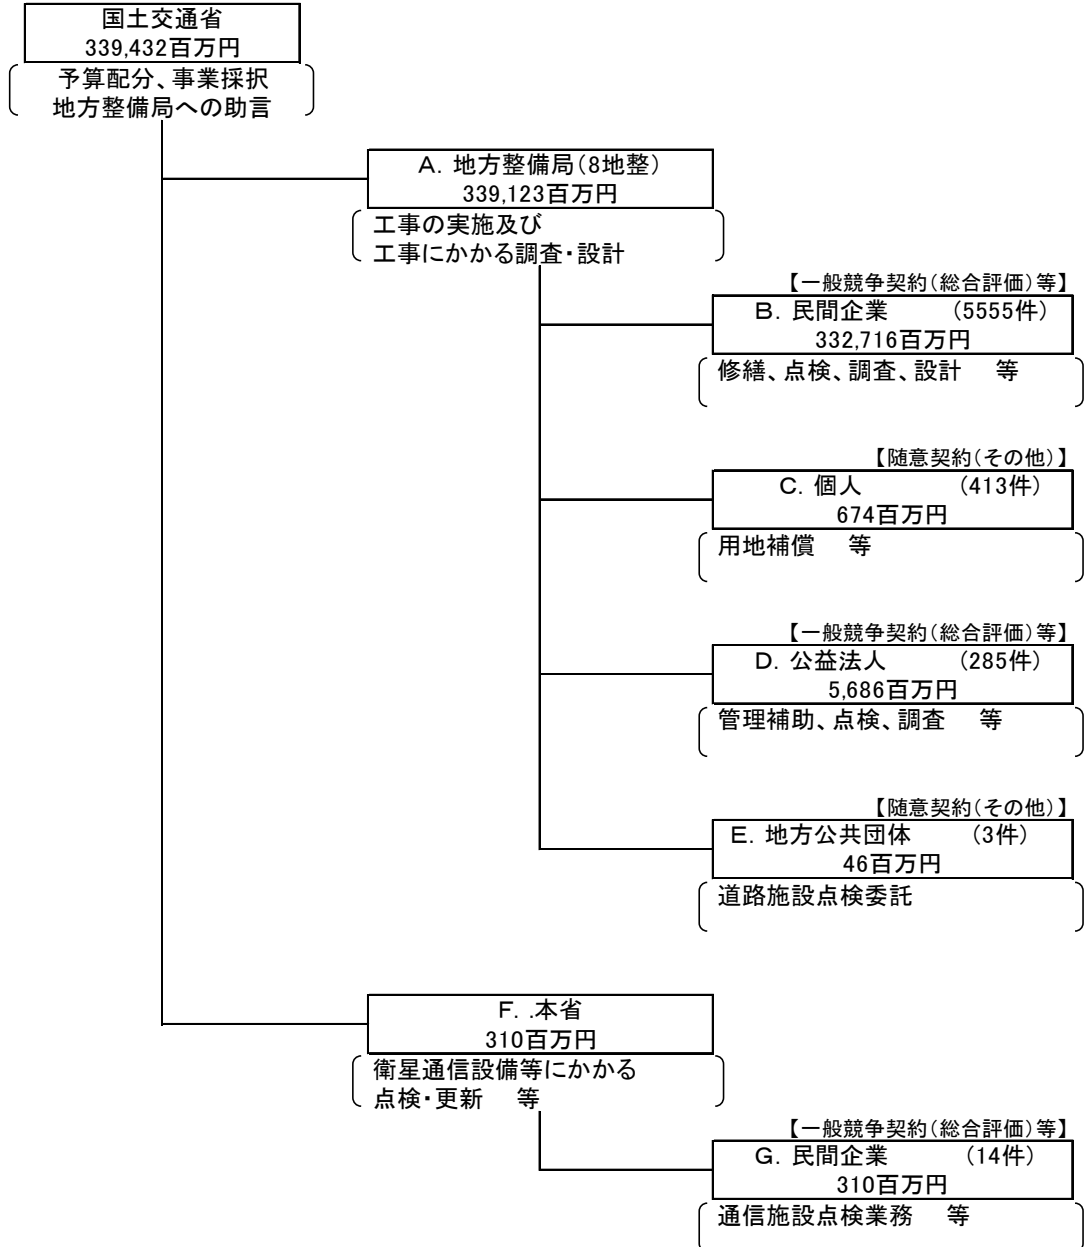 国土交通省
339,432百万円
予算配分、事業採択
地方整備局への助言
A. 地方整備局(8地整)
339,123百万円
工事の実施及び
工事にかかる調査・設計
【一般競争契約(総合評価)等】
B. 民間企業 (5555件)
332,716百万円
修繕、点検、調査、設計 等
【随意契約(その他)】
C. 個人 (413件)
674百万円
用地補償 等
【一般競争契約(総合評価)等】
D. 公益法人 (285件)
5,686百万円
管理補助、点検、調査 等
【随意契約(その他)】
E. 地方公共団体 (3件)
46百万円
道路施設点検委託
F. .本省
310百万円
衛星通信設備等にかかる
点検・更新 等
【一般競争契約(総合評価)等】
G. 民間企業 (14件)
310百万円
通信施設点検業務 等